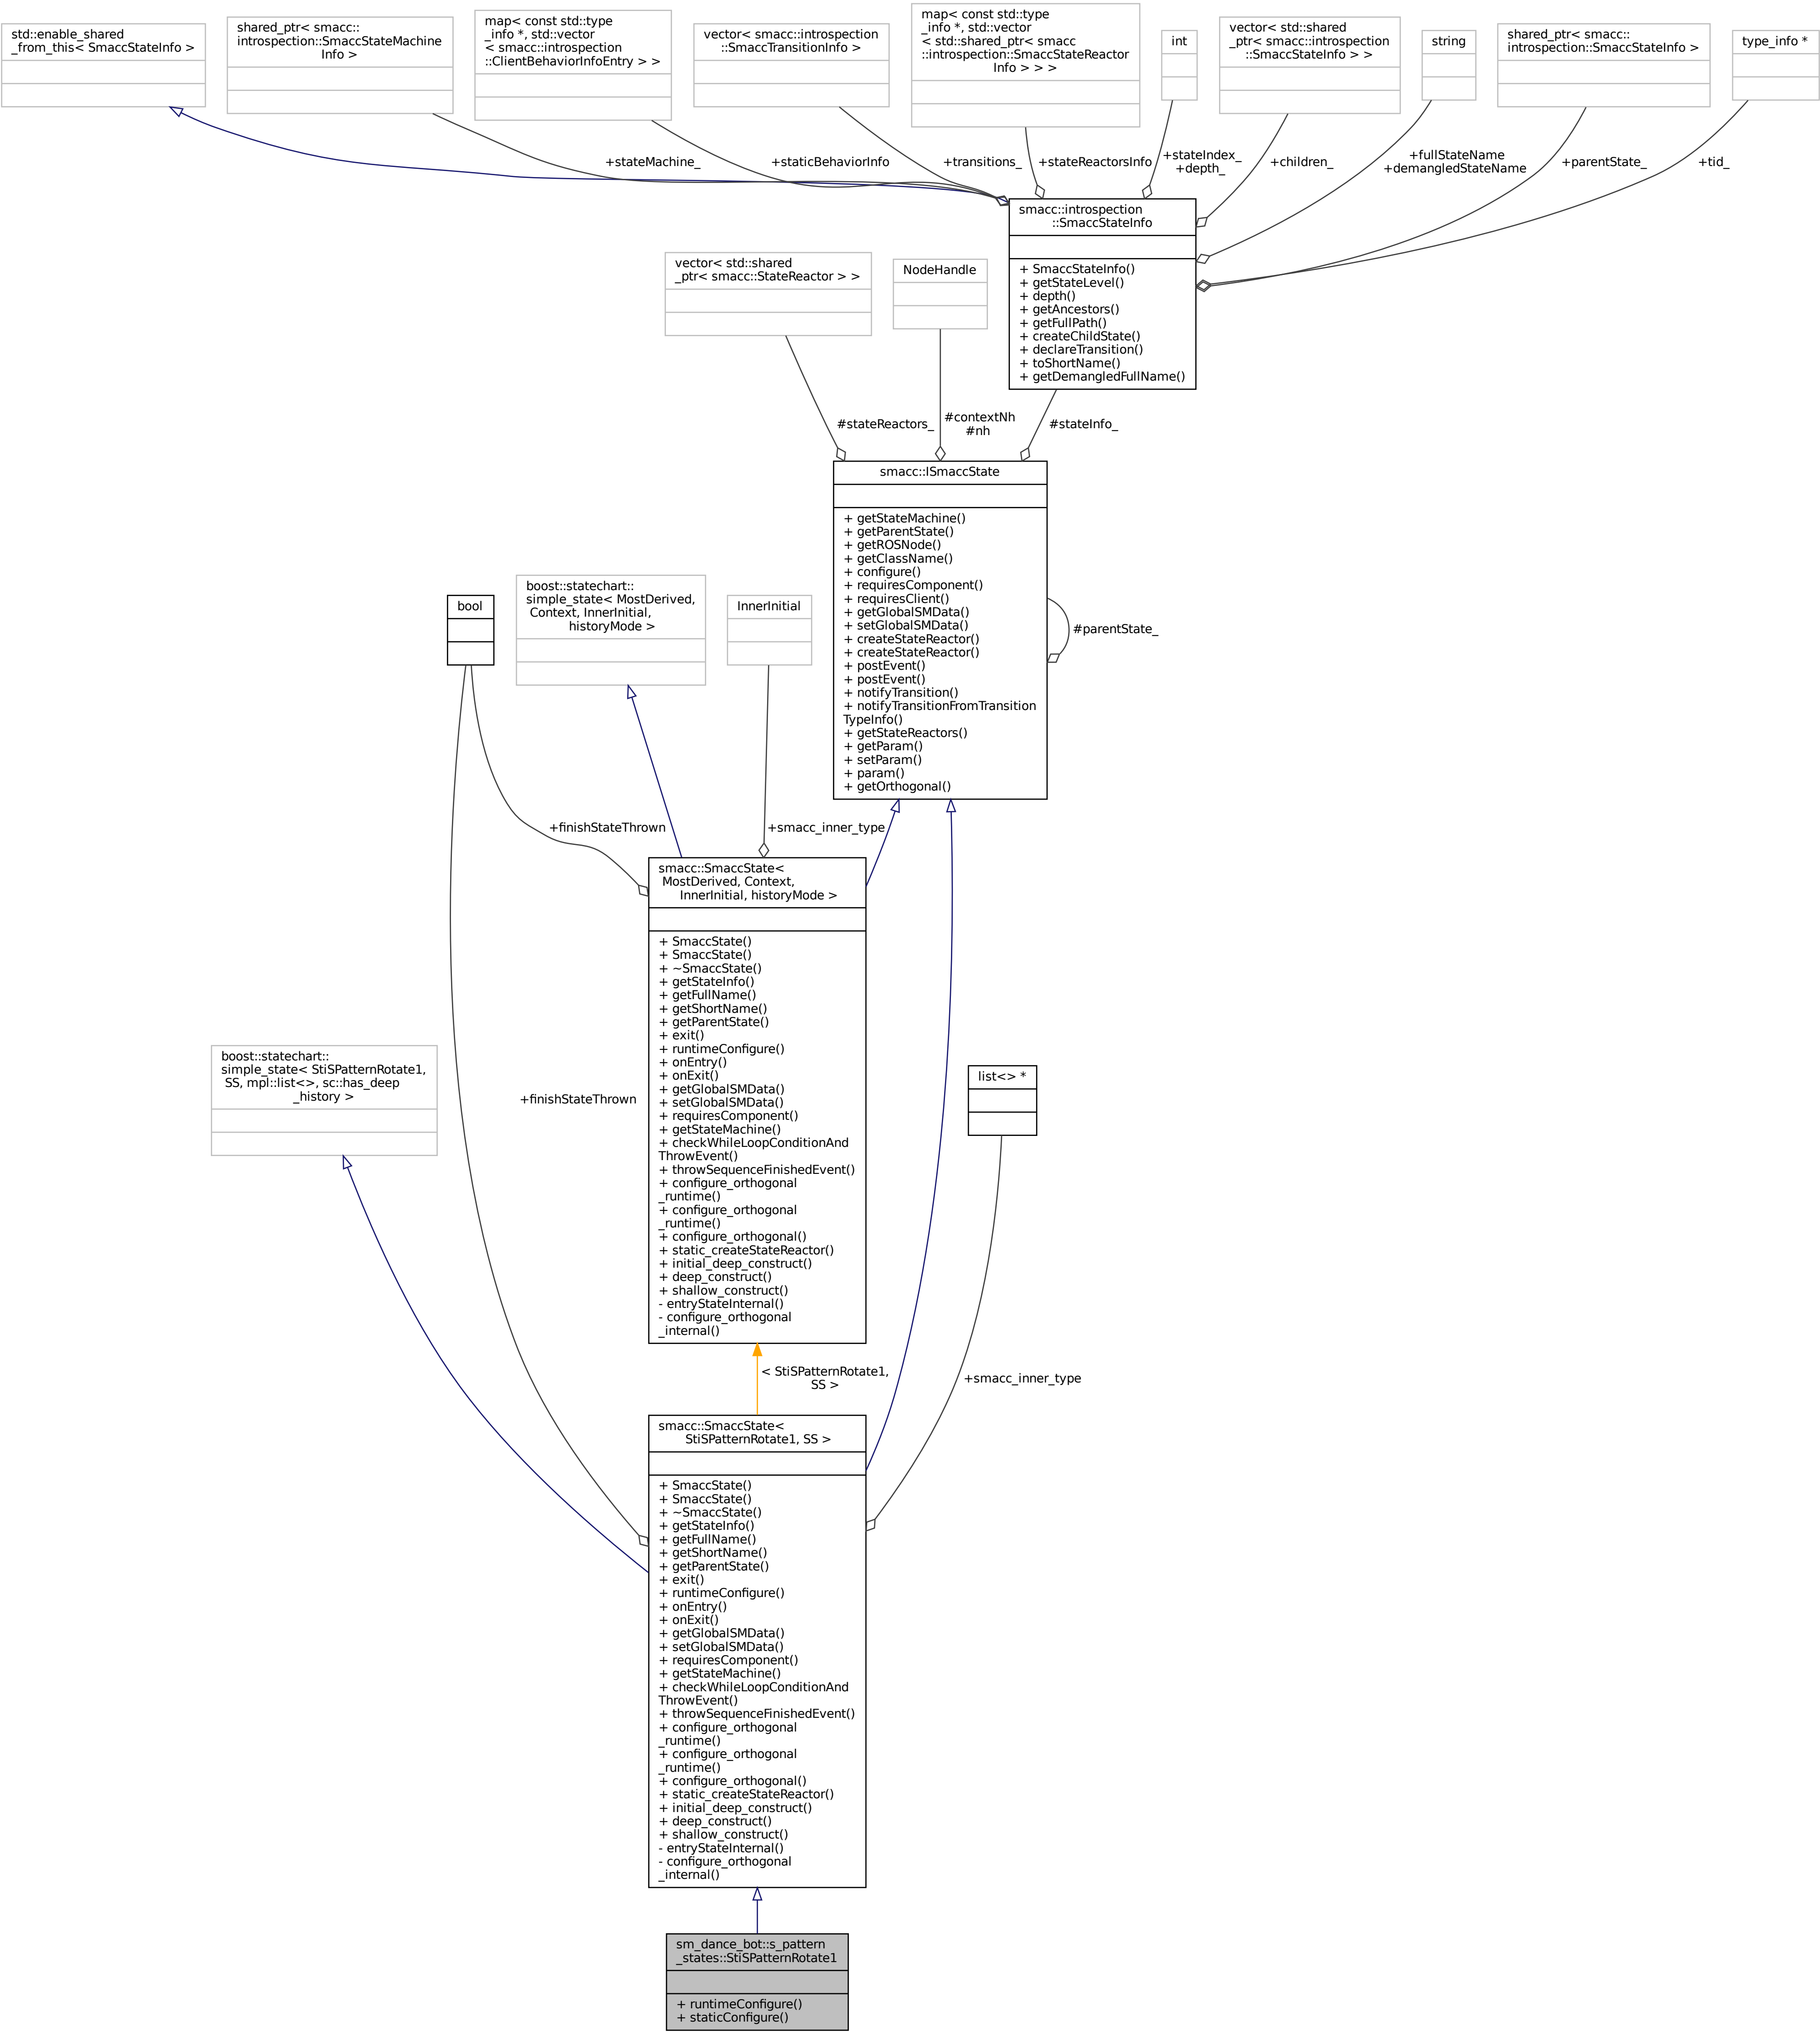 std::enable_shared
_from_this< SmaccStateInfo >
shared_ptr< smacc::
introspection::SmaccStateMachine
Info >
map< const std::type
_info *, std::vector
< smacc::introspection
::ClientBehaviorInfoEntry > >
vector< smacc::introspection
::SmaccTransitionInfo >
map< const std::type
_info *, std::vector
< std::shared_ptr< smacc
::introspection::SmaccStateReactor
Info > > >
int
vector< std::shared
_ptr< smacc::introspection
::SmaccStateInfo > >
string
shared_ptr< smacc::
introspection::SmaccStateInfo >
type_info *
+stateMachine_
+staticBehaviorInfo
+transitions_
+stateReactorsInfo
+stateIndex_
+depth_
+children_
+fullStateName
+demangledStateName
+parentState_
+tid_
smacc::introspection
::SmaccStateInfo
+ SmaccStateInfo()
+ getStateLevel()
+ depth()
+ getAncestors()
+ getFullPath()
+ createChildState()
+ declareTransition()
+ toShortName()
+ getDemangledFullName()
vector< std::shared
_ptr< smacc::StateReactor > >
NodeHandle
#stateReactors_
#contextNh
#nh
#stateInfo_
smacc::ISmaccState
+ getStateMachine()
+ getParentState()
+ getROSNode()
+ getClassName()
+ configure()
+ requiresComponent()
+ requiresClient()
+ getGlobalSMData()
+ setGlobalSMData()
+ createStateReactor()
+ createStateReactor()
+ postEvent()
+ postEvent()
+ notifyTransition()
+ notifyTransitionFromTransition
TypeInfo()
+ getStateReactors()
+ getParam()
+ setParam()
+ param()
+ getOrthogonal()
#parentState_
bool
boost::statechart::
simple_state< MostDerived,
Context, InnerInitial,
historyMode >
InnerInitial
+finishStateThrown
+smacc_inner_type
smacc::SmaccState<
MostDerived, Context,
InnerInitial, historyMode >
+ SmaccState()
+ SmaccState()
+ ~SmaccState()
+ getStateInfo()
+ getFullName()
+ getShortName()
+ getParentState()
+ exit()
+ runtimeConfigure()
+ onEntry()
+ onExit()
+ getGlobalSMData()
+ setGlobalSMData()
+ requiresComponent()
+ getStateMachine()
+ checkWhileLoopConditionAnd
ThrowEvent()
+ throwSequenceFinishedEvent()
+ configure_orthogonal
_runtime()
+ configure_orthogonal
_runtime()
+ configure_orthogonal()
+ static_createStateReactor()
+ initial_deep_construct()
+ deep_construct()
+ shallow_construct()
- entryStateInternal()
- configure_orthogonal
_internal()
boost::statechart::
simple_state< StiSPatternRotate1,
SS, mpl::list<>, sc::has_deep
_history >
+finishStateThrown
list<> *
< StiSPatternRotate1,
SS >
+smacc_inner_type
smacc::SmaccState<
StiSPatternRotate1, SS >
+ SmaccState()
+ SmaccState()
+ ~SmaccState()
+ getStateInfo()
+ getFullName()
+ getShortName()
+ getParentState()
+ exit()
+ runtimeConfigure()
+ onEntry()
+ onExit()
+ getGlobalSMData()
+ setGlobalSMData()
+ requiresComponent()
+ getStateMachine()
+ checkWhileLoopConditionAnd
ThrowEvent()
+ throwSequenceFinishedEvent()
+ configure_orthogonal
_runtime()
+ configure_orthogonal
_runtime()
+ configure_orthogonal()
+ static_createStateReactor()
+ initial_deep_construct()
+ deep_construct()
+ shallow_construct()
- entryStateInternal()
- configure_orthogonal
_internal()
sm_dance_bot::s_pattern
_states::StiSPatternRotate1
+ runtimeConfigure()
+ staticConfigure()